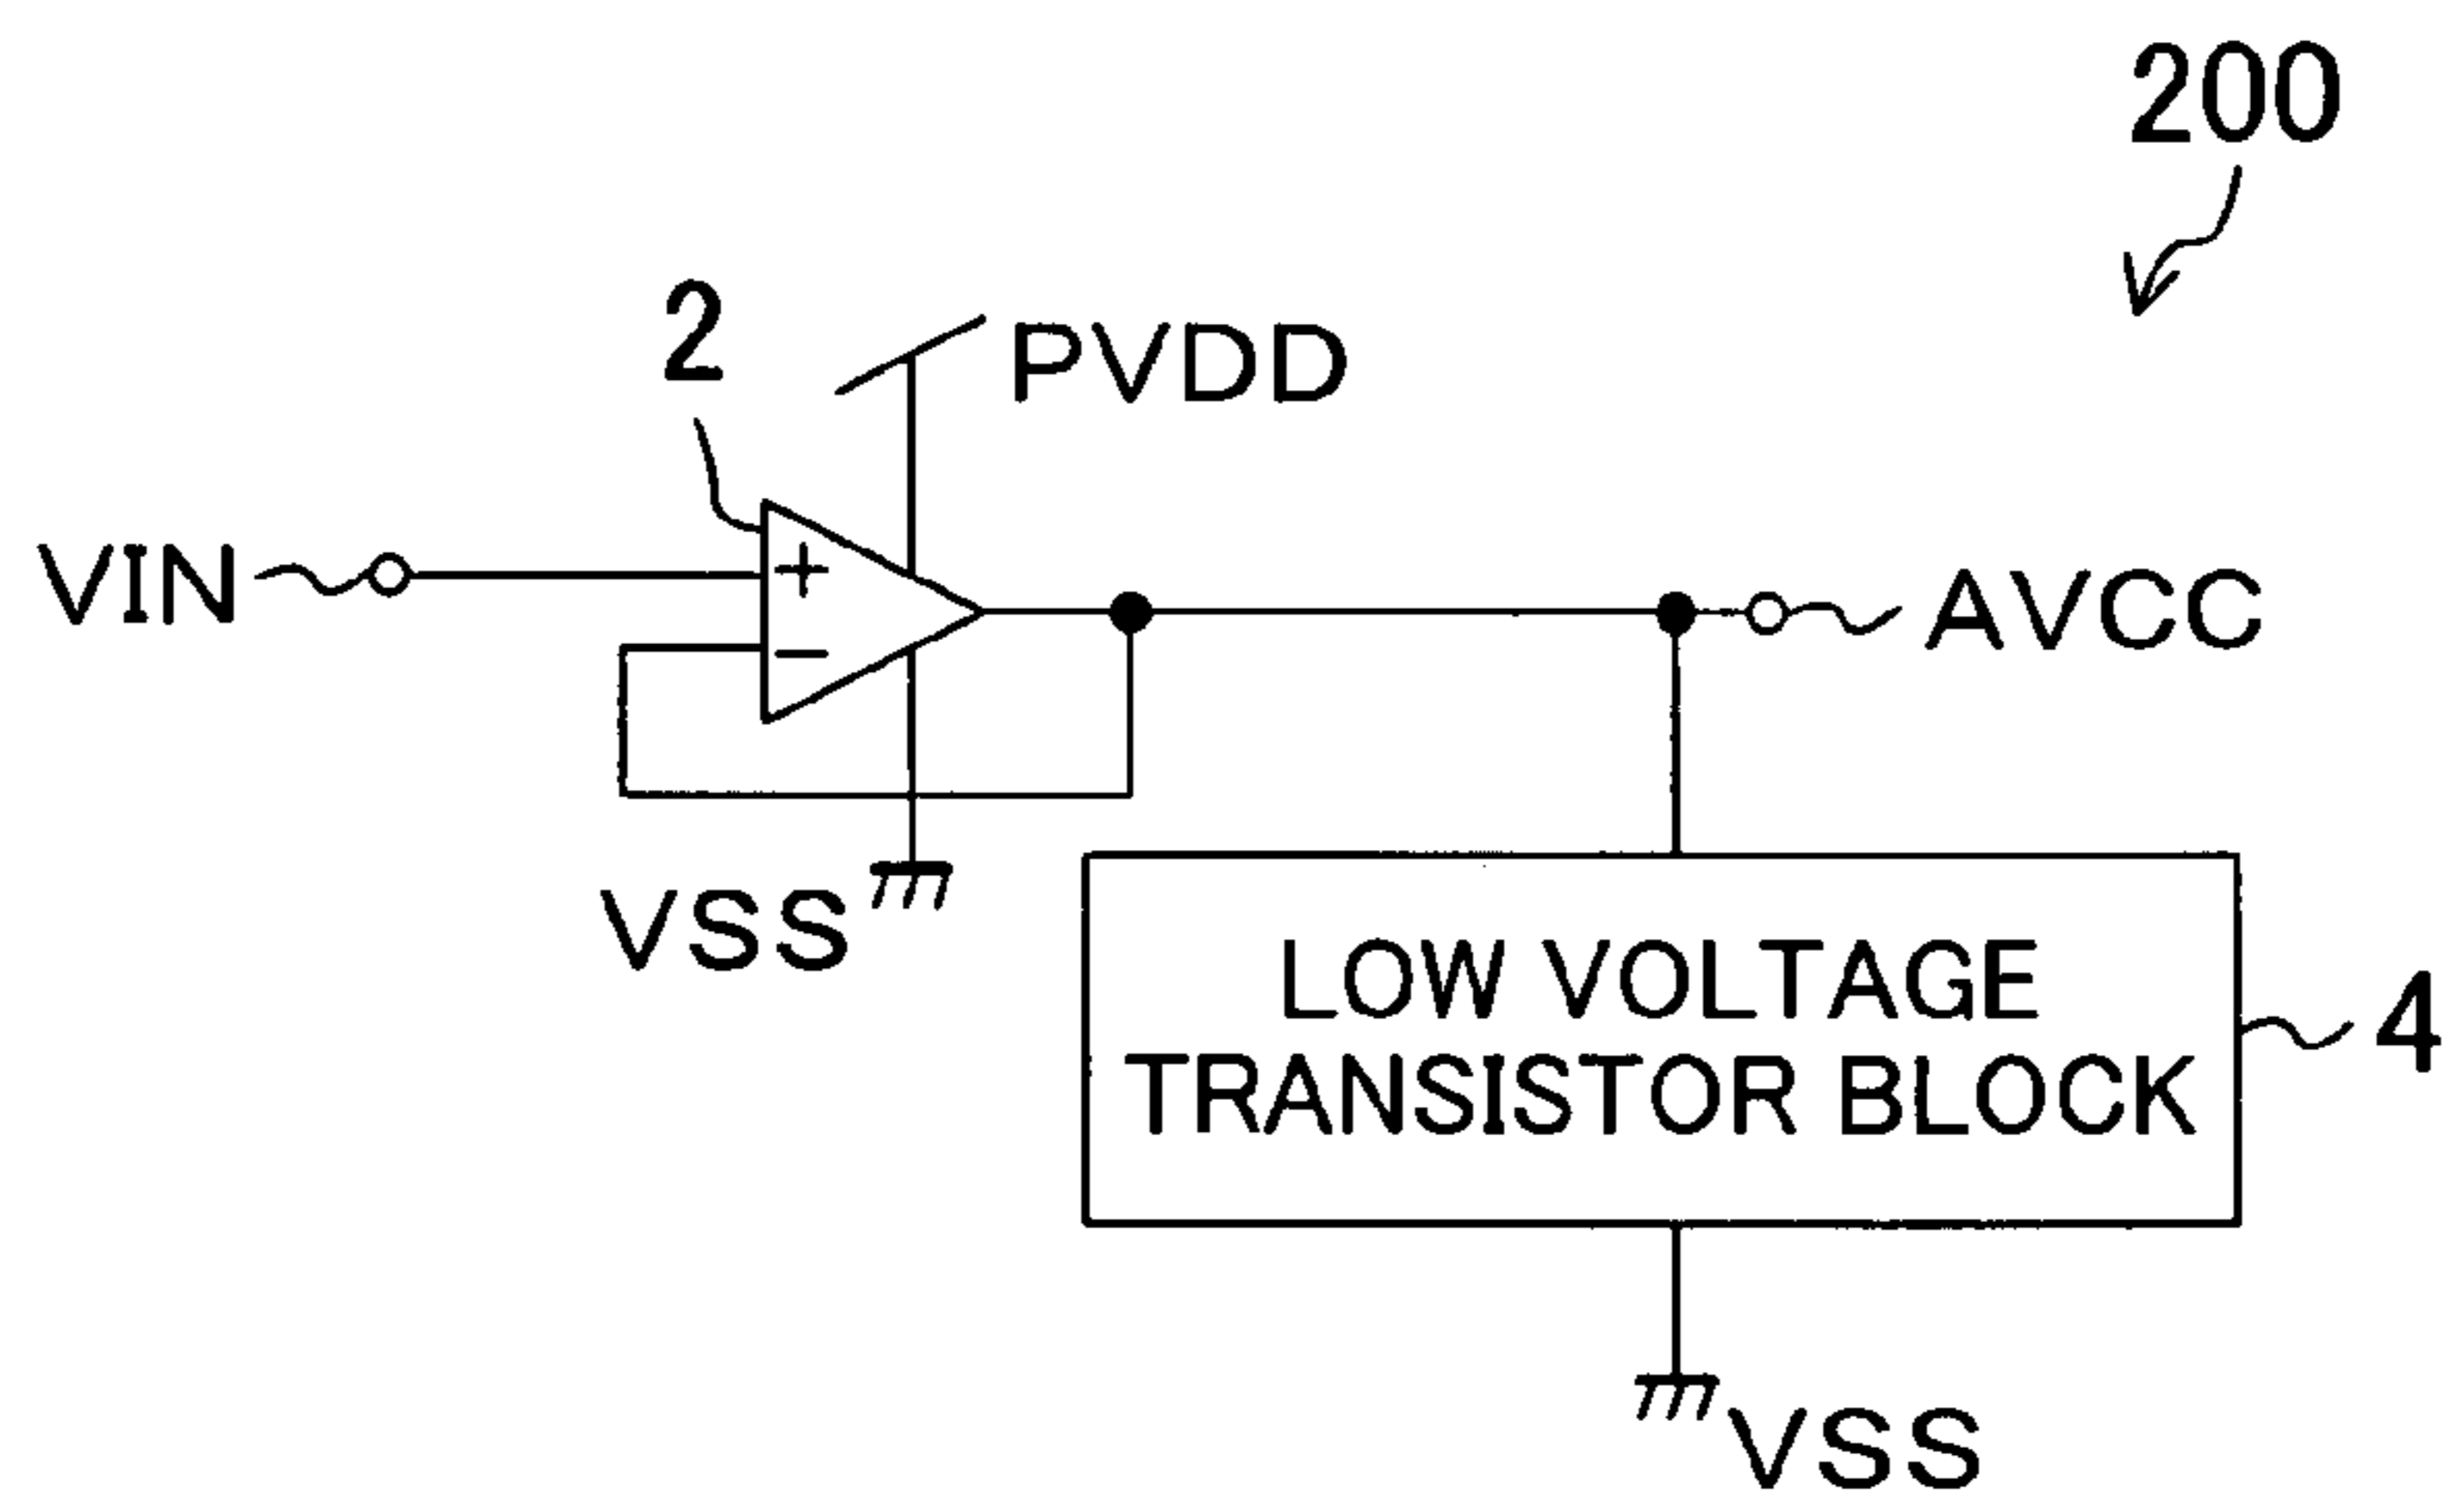 200
2
PVDD
VIN
+
−
AVCC
VSS
LOW VOLTAGE
TRANSISTOR BLOCK
4
VSS